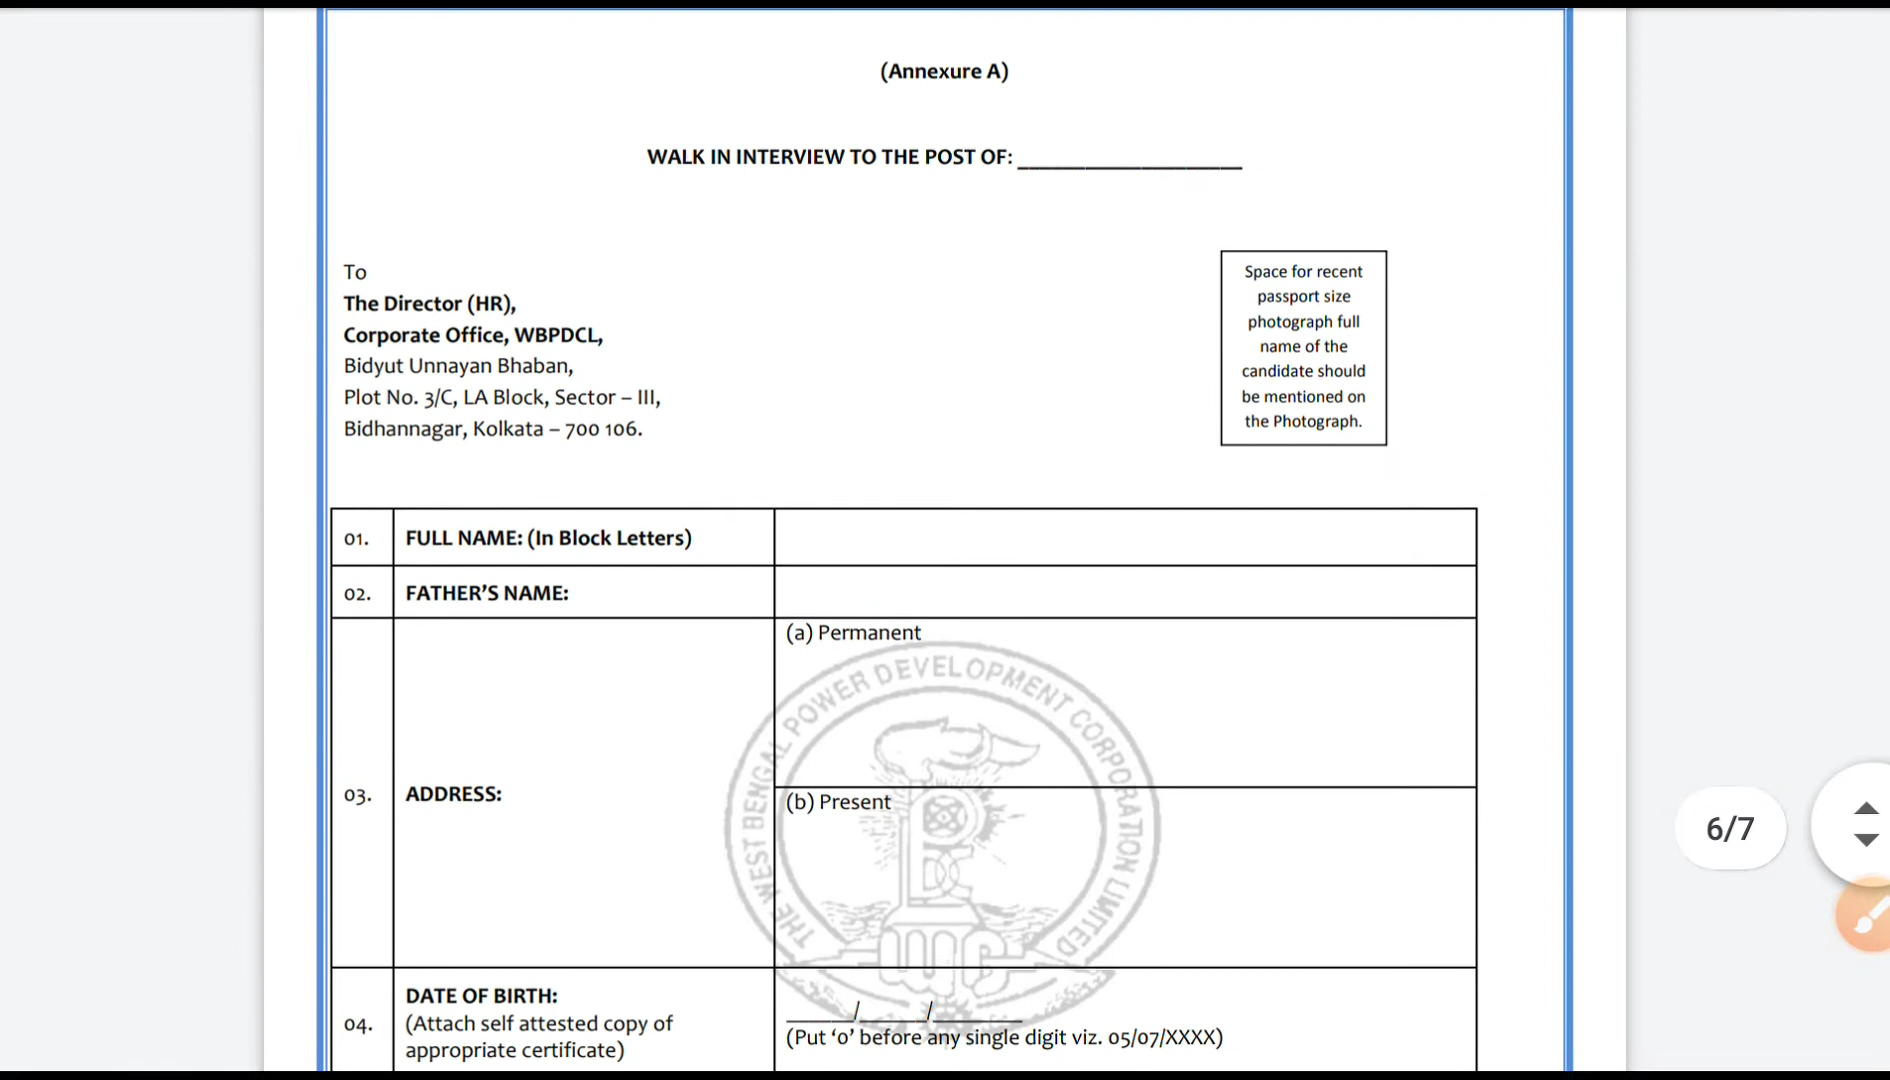 (Annexure A)
WALK IN INTERVIEW TO THE POST OF: ____________________
To
The Director (HR),
Corporate Office, WBPDCL,
Bidyut Unnayan Bhaban,
Plot No. 3/C, LA Block, Sector – III,
Bidhannagar, Kolkata – 700 106.
Space for recent
passport size
photograph full
name of the
candidate should
be mentioned on
the Photograph.
01. FULL NAME: (In Block Letters)
02. FATHER’S NAME:
03. ADDRESS:
(a) Permanent
(b) Present
THE WEST BENGAL POWER DEVELOPMENT CORPORATION LIMITED
04. DATE OF BIRTH:
(Attach self attested copy of
appropriate certificate)
______/______/________
(Put ‘0’ before any single digit viz. 05/07/XXXX)
6/7